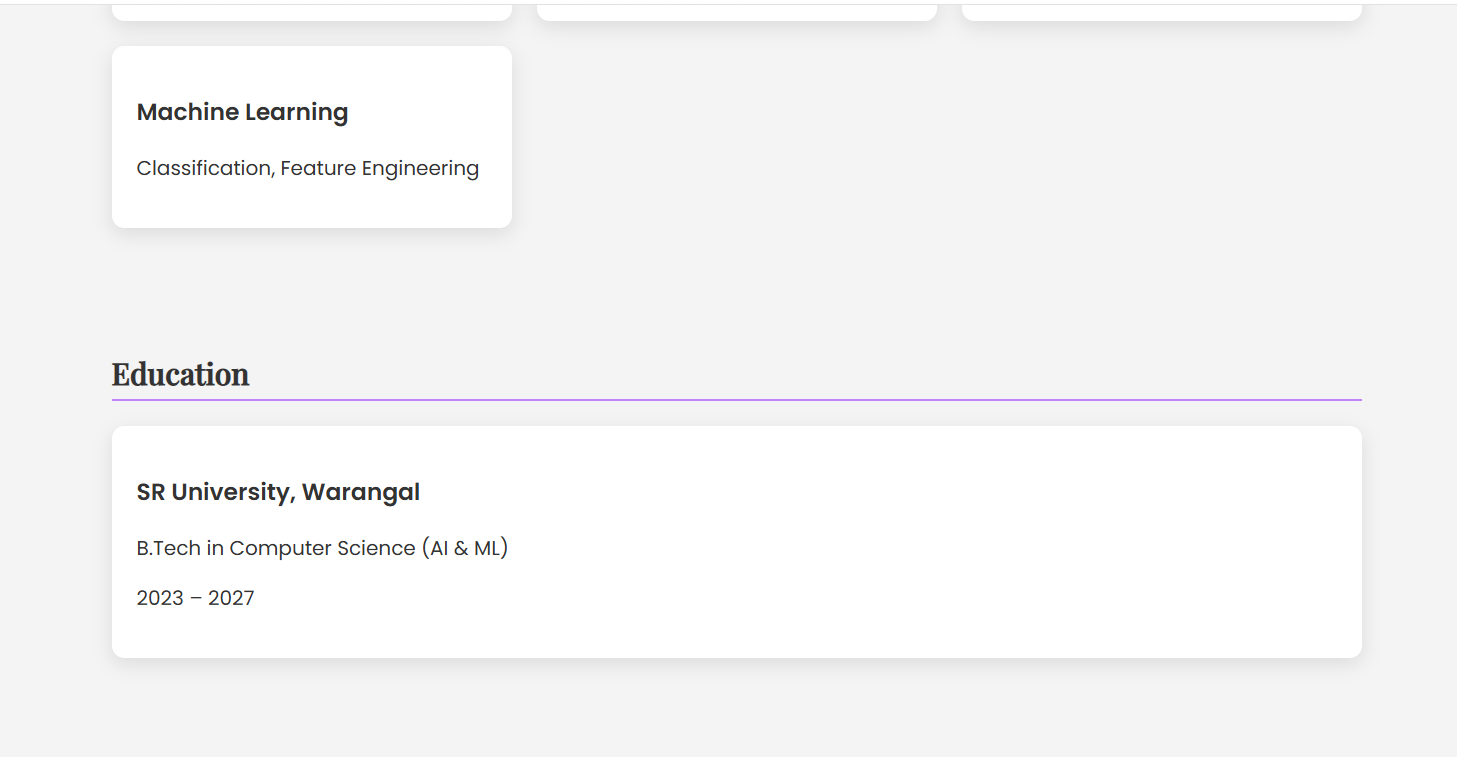 Machine Learning
Classification, Feature Engineering
Education
SR University, Warangal
B.Tech in Computer Science (AI & ML)
2023 – 2027